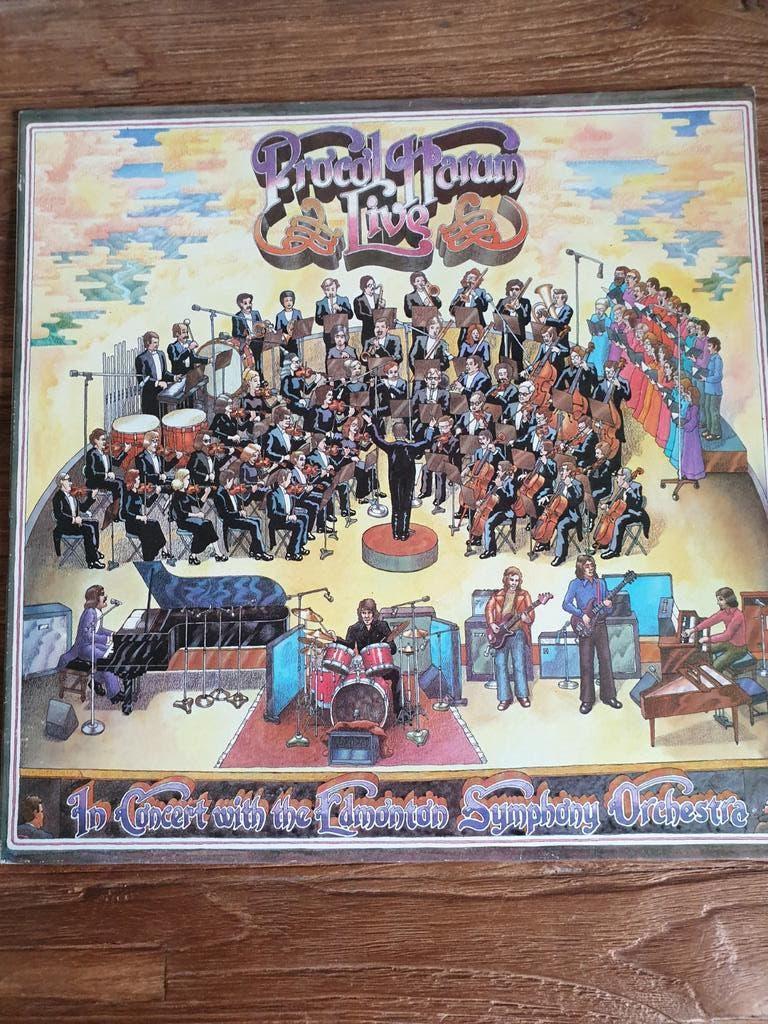 Procol Harum
Live
In Concert with the Edmonton Symphony Orchestra